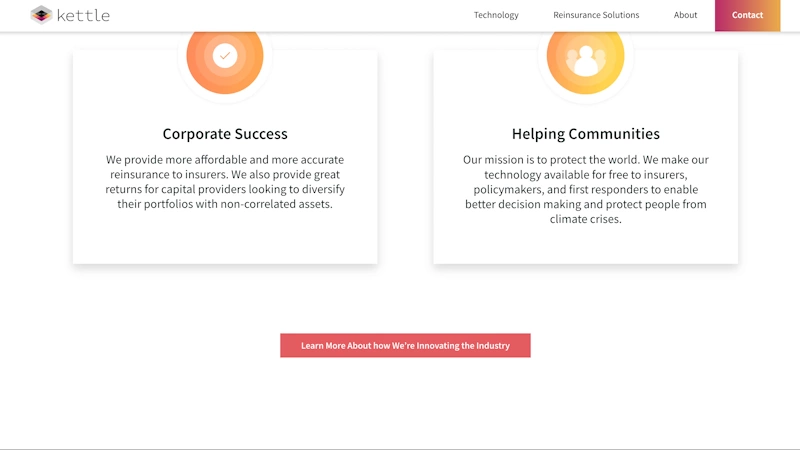 kettle
Technology
Reinsurance Solutions
About
Contact
Corporate Success
We provide more affordable and more accurate
reinsurance to insurers. We also provide great
returns for capital providers looking to diversify
their portfolios with non-correlated assets.
Helping Communities
Our mission is to protect the world. We make our
technology available for free to insurers,
policymakers, and first responders to enable
better decision making and protect people from
climate crises.
Learn More About how We're Innovating the Industry